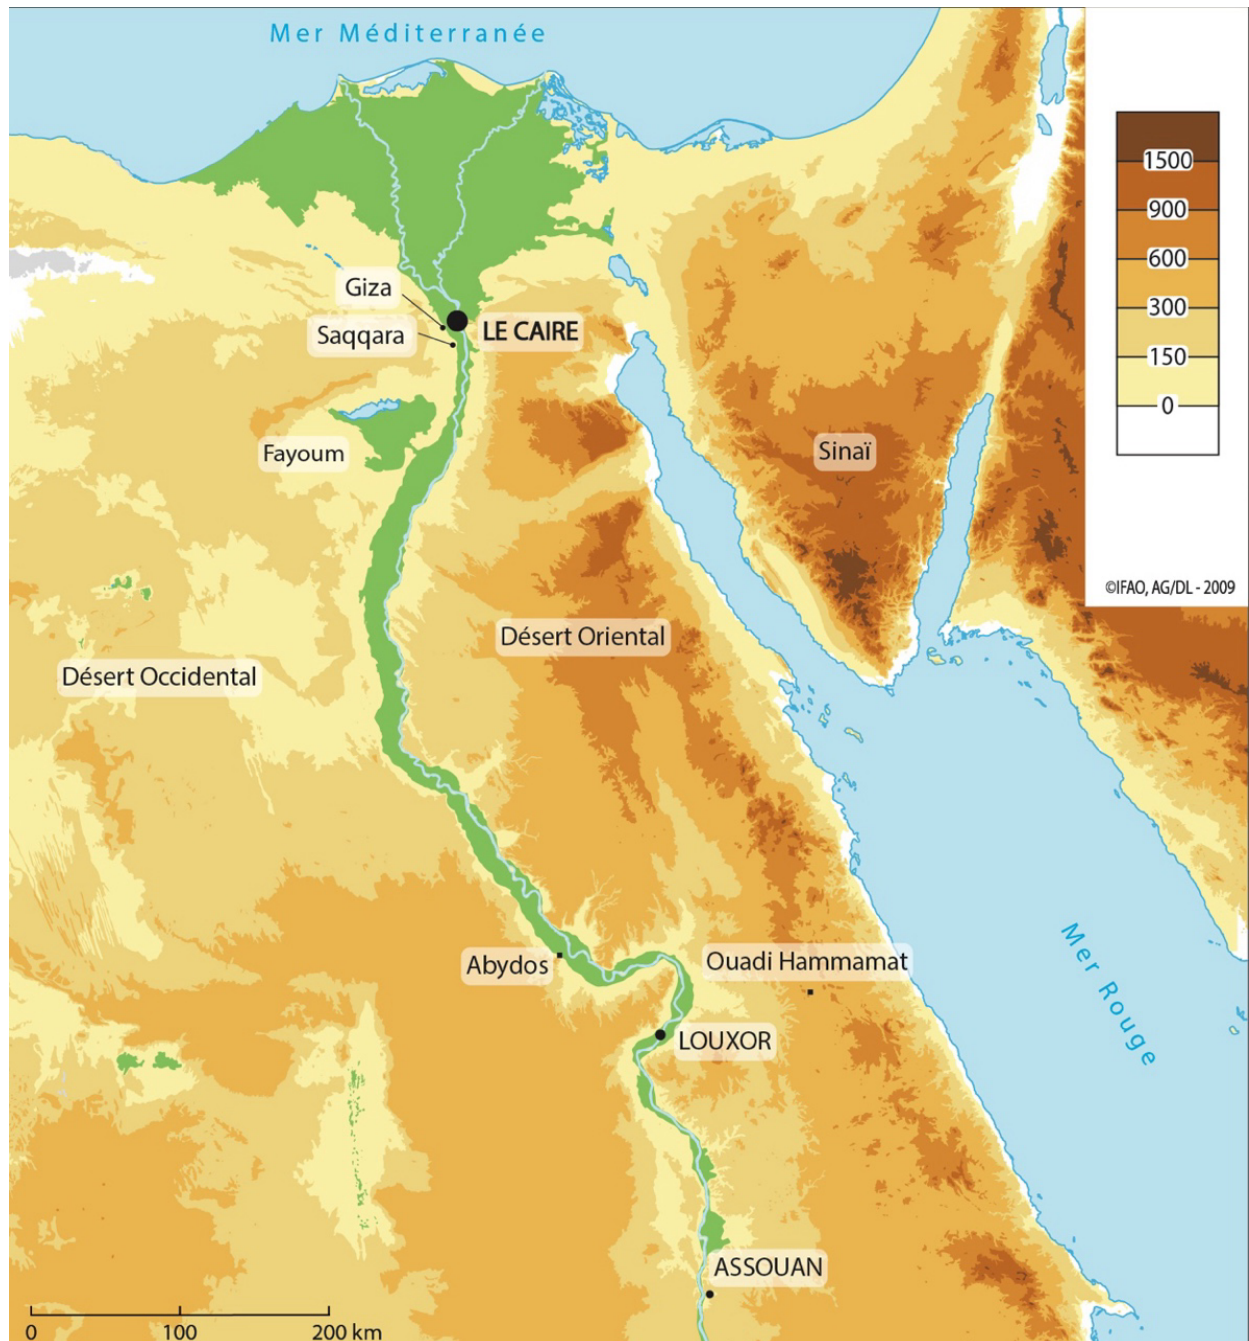 Mer Méditerranée
1500
900
600
300
150
0
©IFAO, AG/DL - 2009
Giza
Saqqara
LE CAIRE
Fayoum
Sinaï
Désert Oriental
Désert Occidental
Abydos
Ouadi Hammamat
LOUXOR
Mer Rouge
ASSOUAN
0 100 200 km